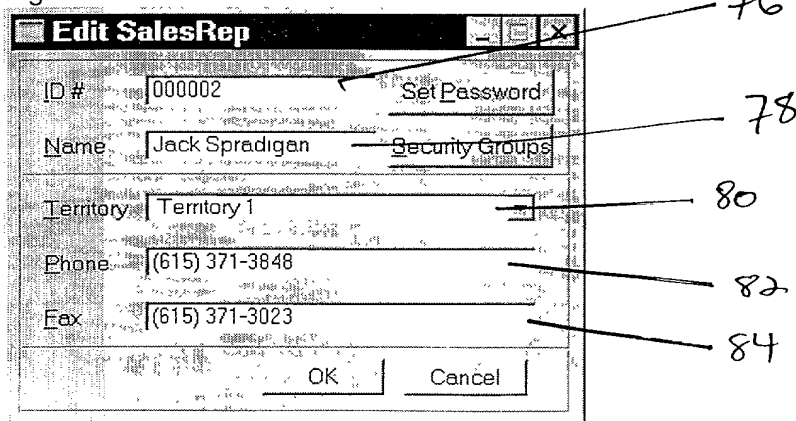 Edit SalesRep
76
ID # 000002 Set Password
78
Name Jack Spradigan Security Groups
Territory Territory 1 80
Phone (615) 371-3848
82
Fax (615) 371-3023
84
OK Cancel